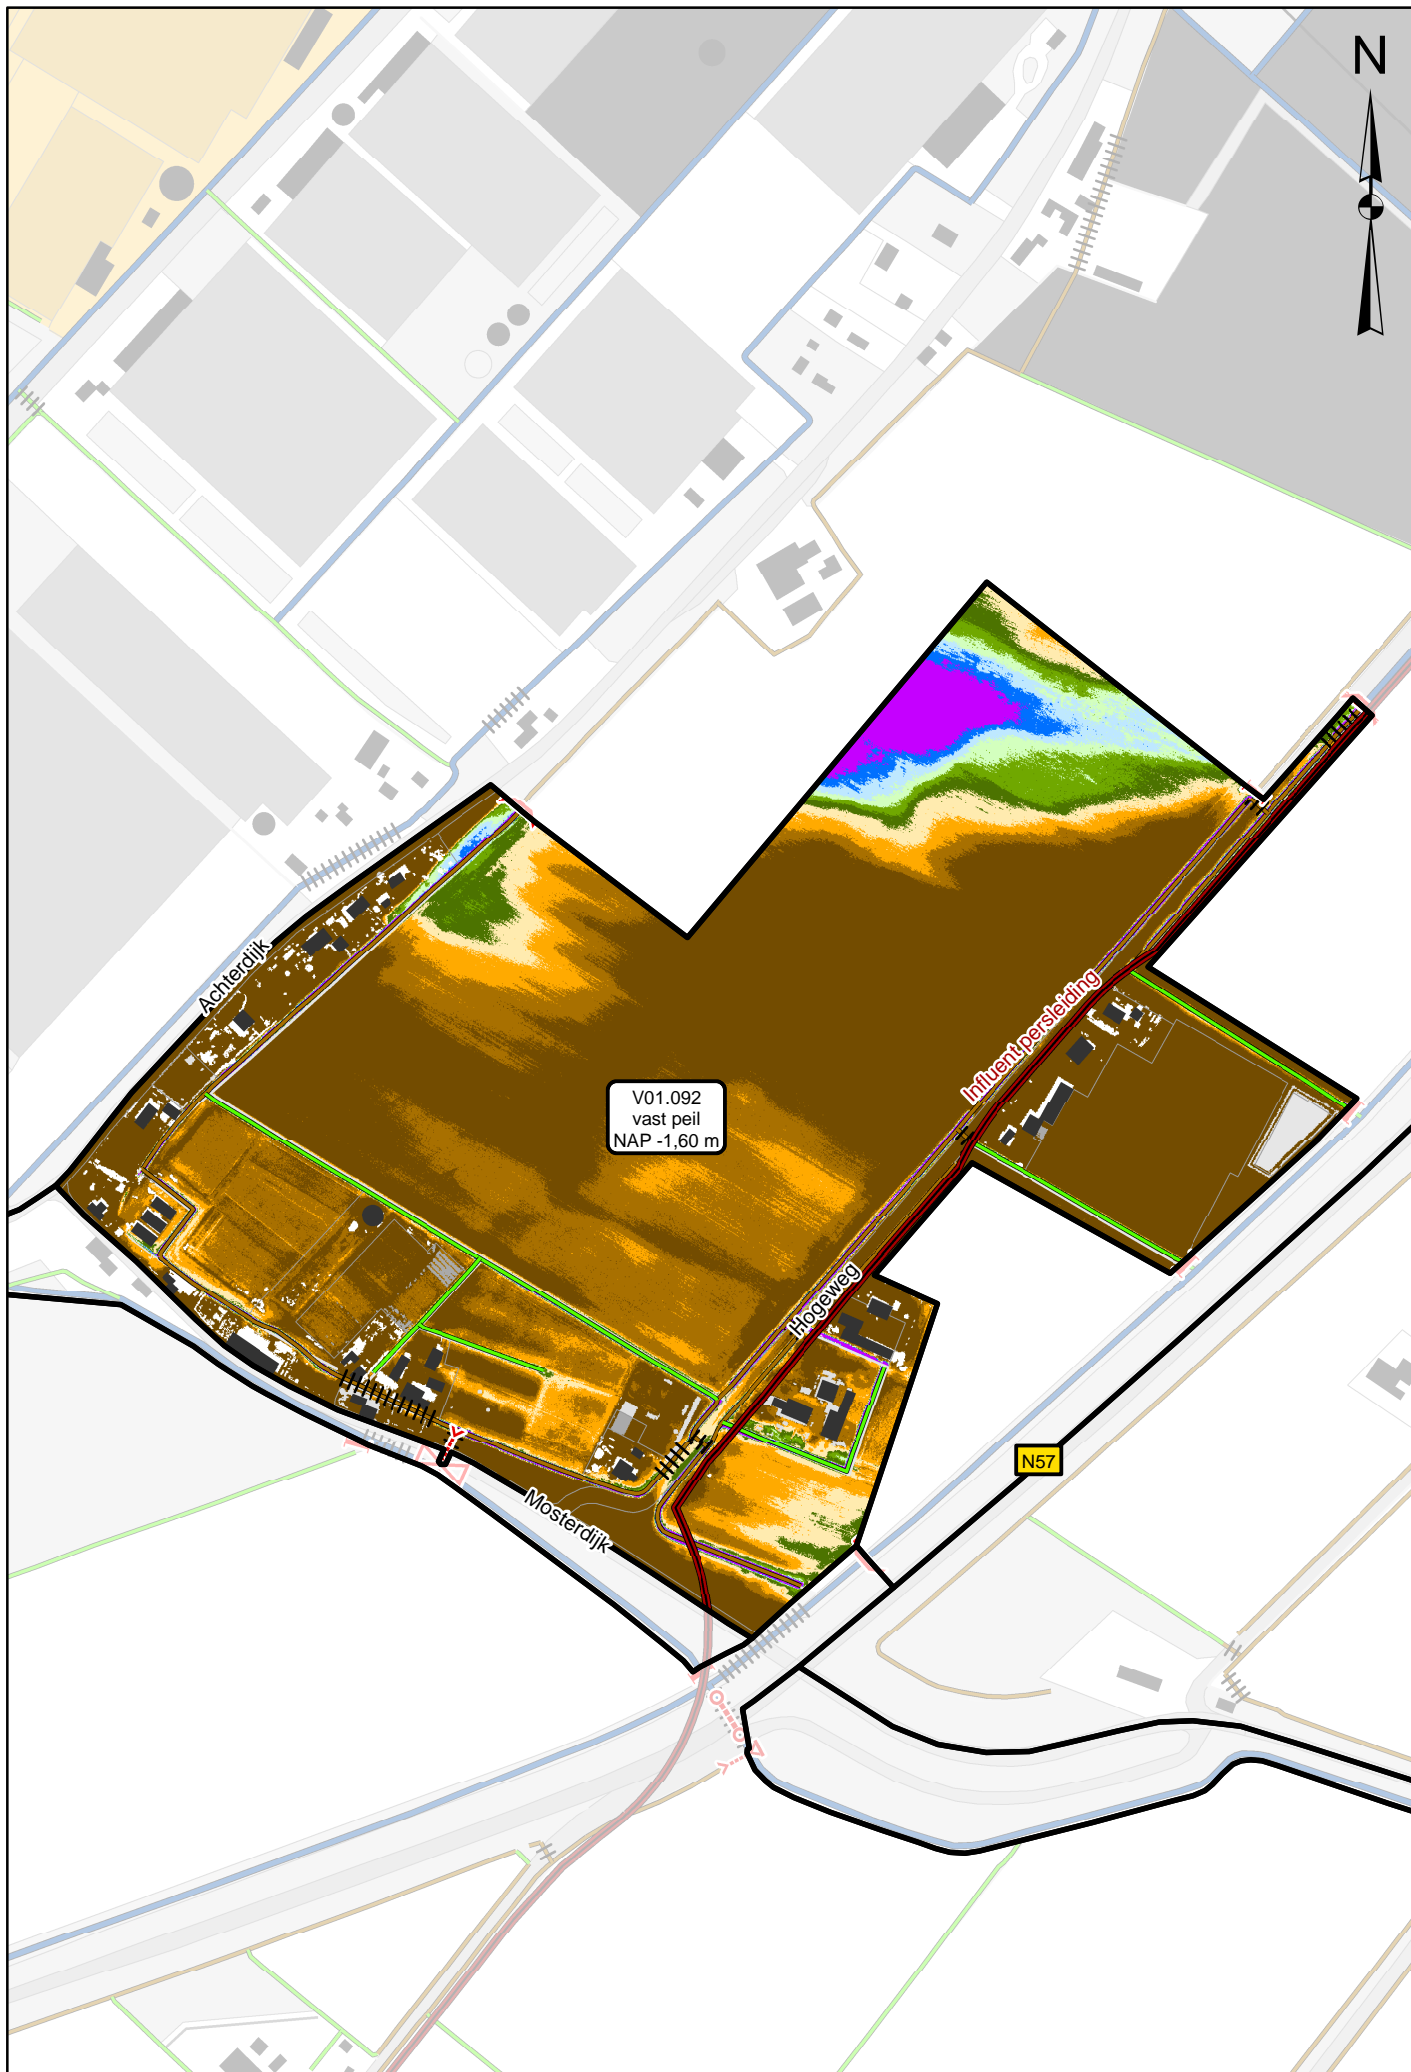 N
Achterdijk
Influent persleiding
V01.092
vast peil
NAP -1,60 m
Hogeweg
N57
Mosterdijk